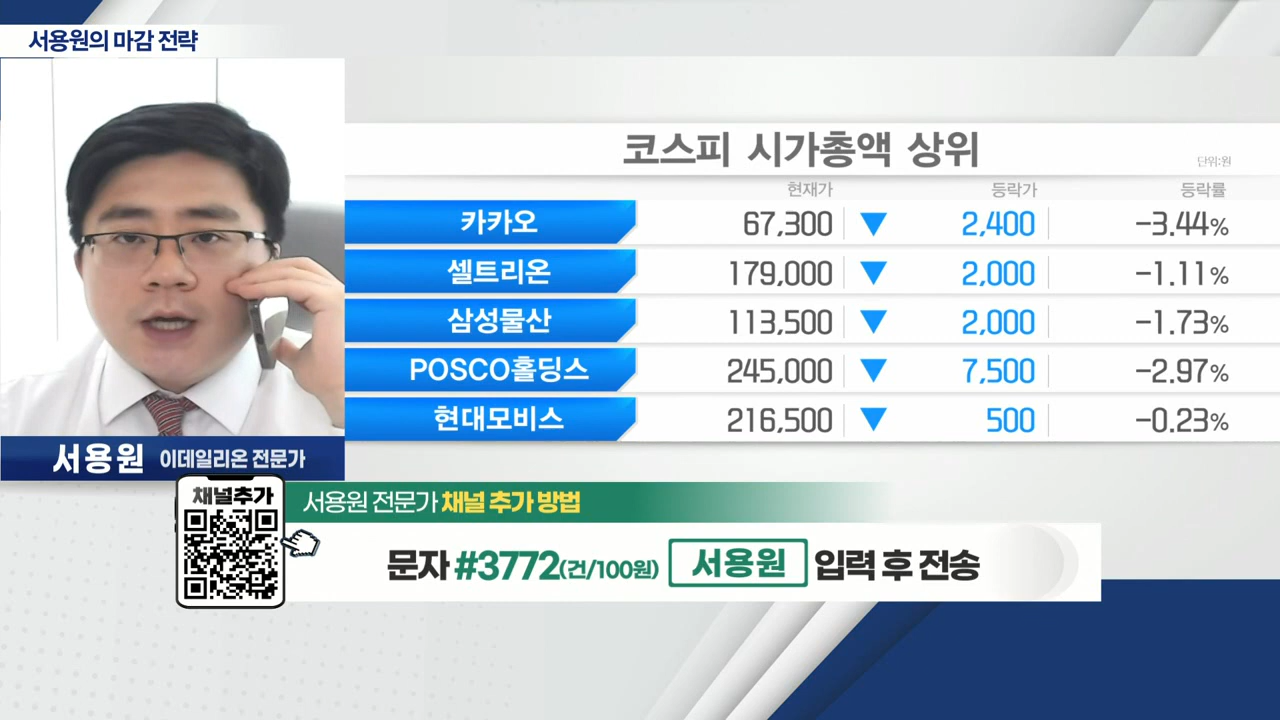 서용원의 마감 전략
코스피 시가총액 상위
단위:원
현재가 등락가 등락률
카카오 67,300 ▼ 2,400 -3.44%
셀트리온 179,000 ▼ 2,000 -1.11%
삼성물산 113,500 ▼ 2,000 -1.73%
POSCO홀딩스 245,000 ▼ 7,500 -2.97%
현대모비스 216,500 ▼ 500 -0.23%
서용원 이데일리온 전문가
채널추가
서용원 전문가 채널 추가 방법
문자 #3772(건/100원) 서용원 입력 후 전송